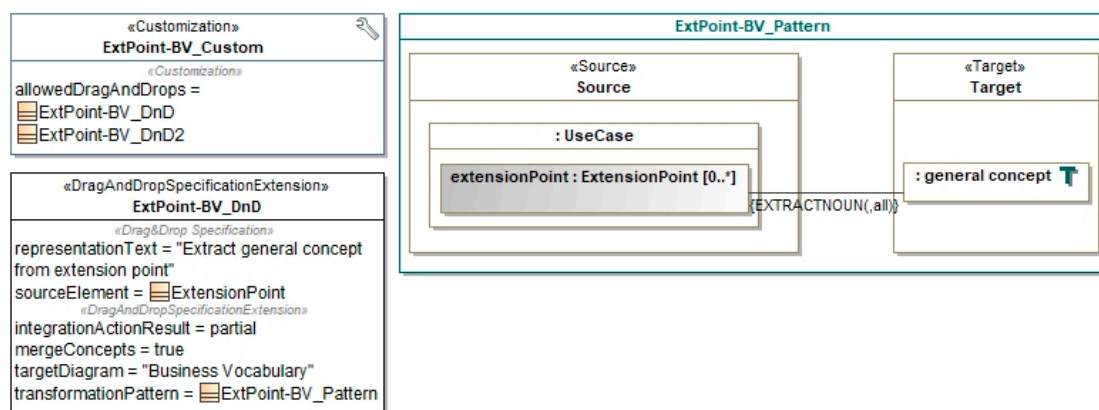 «Customization»
ExtPoint-BV_Custom
«Customization»
allowedDragAndDrops =
ExtPoint-BV_DnD
ExtPoint-BV_DnD2
«DragAndDropSpecificationExtension»
ExtPoint-BV_DnD
«Drag&Drop Specification»
representationText = "Extract general concept
from extension point"
sourceElement = ExtensionPoint
«DragAndDropSpecificationExtension»
integrationActionResult = partial
mergeConcepts = true
targetDiagram = "Business Vocabulary"
transformationPattern = ExtPoint-BV_Pattern
ExtPoint-BV_Pattern
«Source»
Source
: UseCase
extensionPoint : ExtensionPoint [0..*]
{EXTRACTNOUN(,all)}
«Target»
Target
: general concept